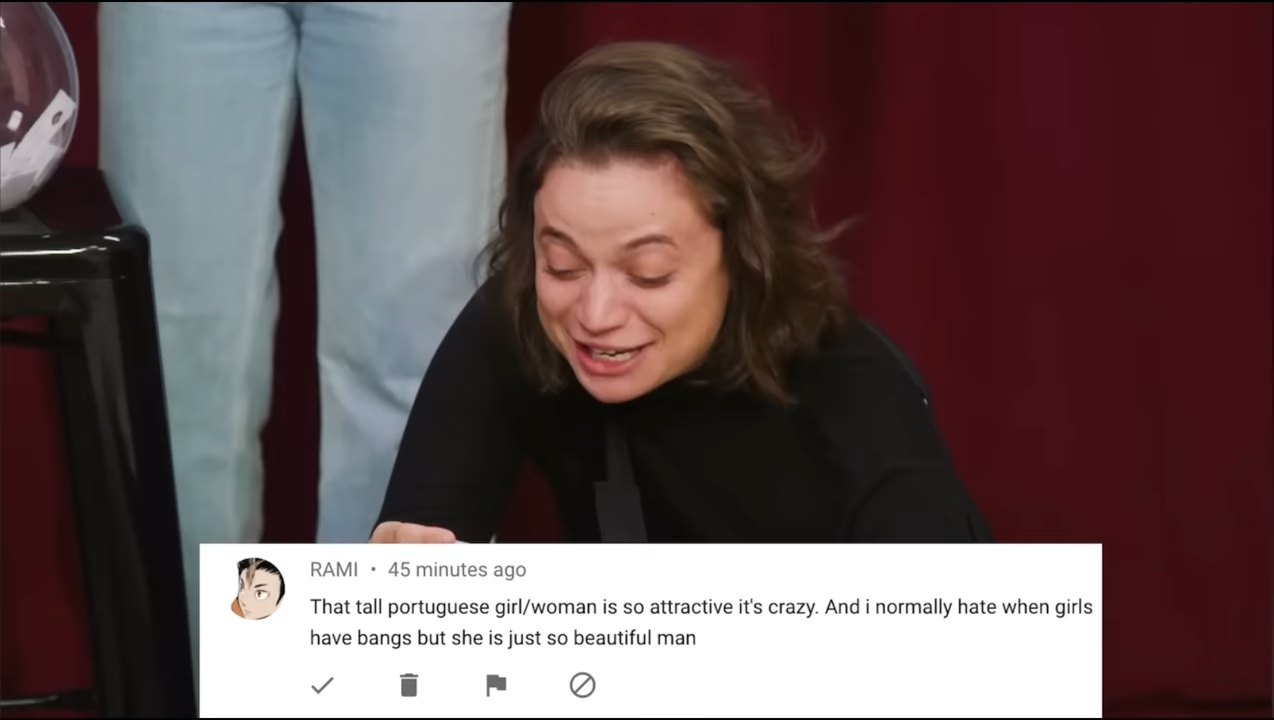 RAMI • 45 minutes ago
That tall portuguese girl/woman is so attractive it's crazy. And i normally hate when girls
have bangs but she is just so beautiful man